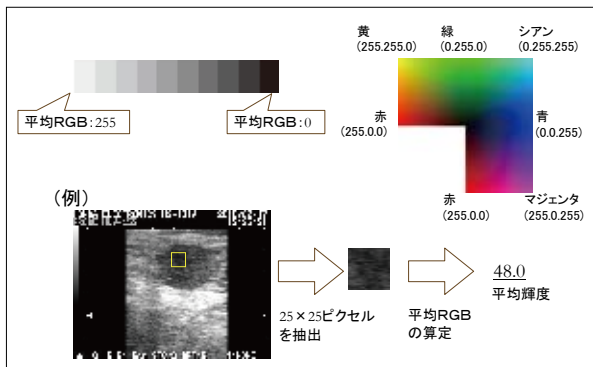 黄
(255.255.0)
緑
(0.255.0)
シアン
(0.255.255)
平均RGB:255
平均RGB:0
赤
(255.0.0)
青
(0.0.255)
赤
(255.0.0)
マジェンタ
(255.0.255)
(例)
25×25ピクセル
を抽出
平均RGB
の算定
48.0
平均輝度